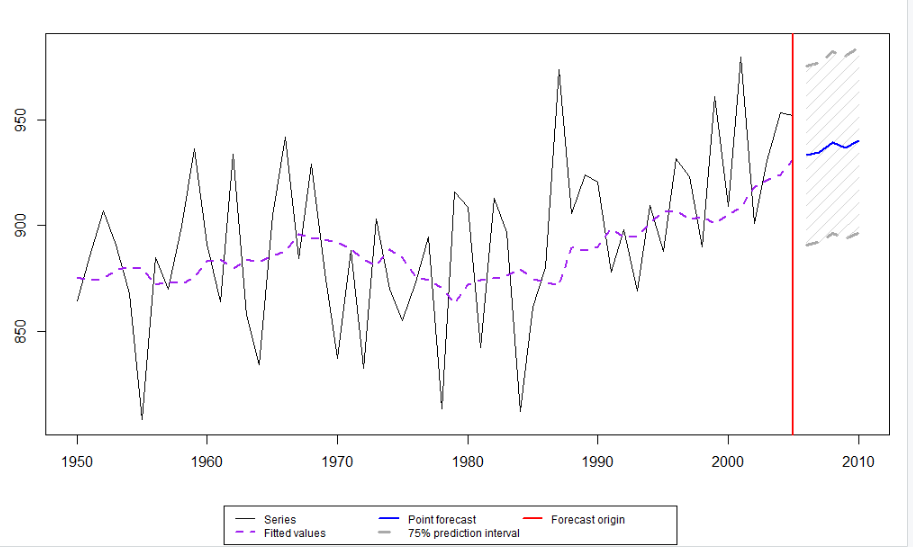 950
900
850
1950 1960 1970 1980 1990 2000 2010
Series Point forecast Forecast origin
Fitted values 75% prediction interval